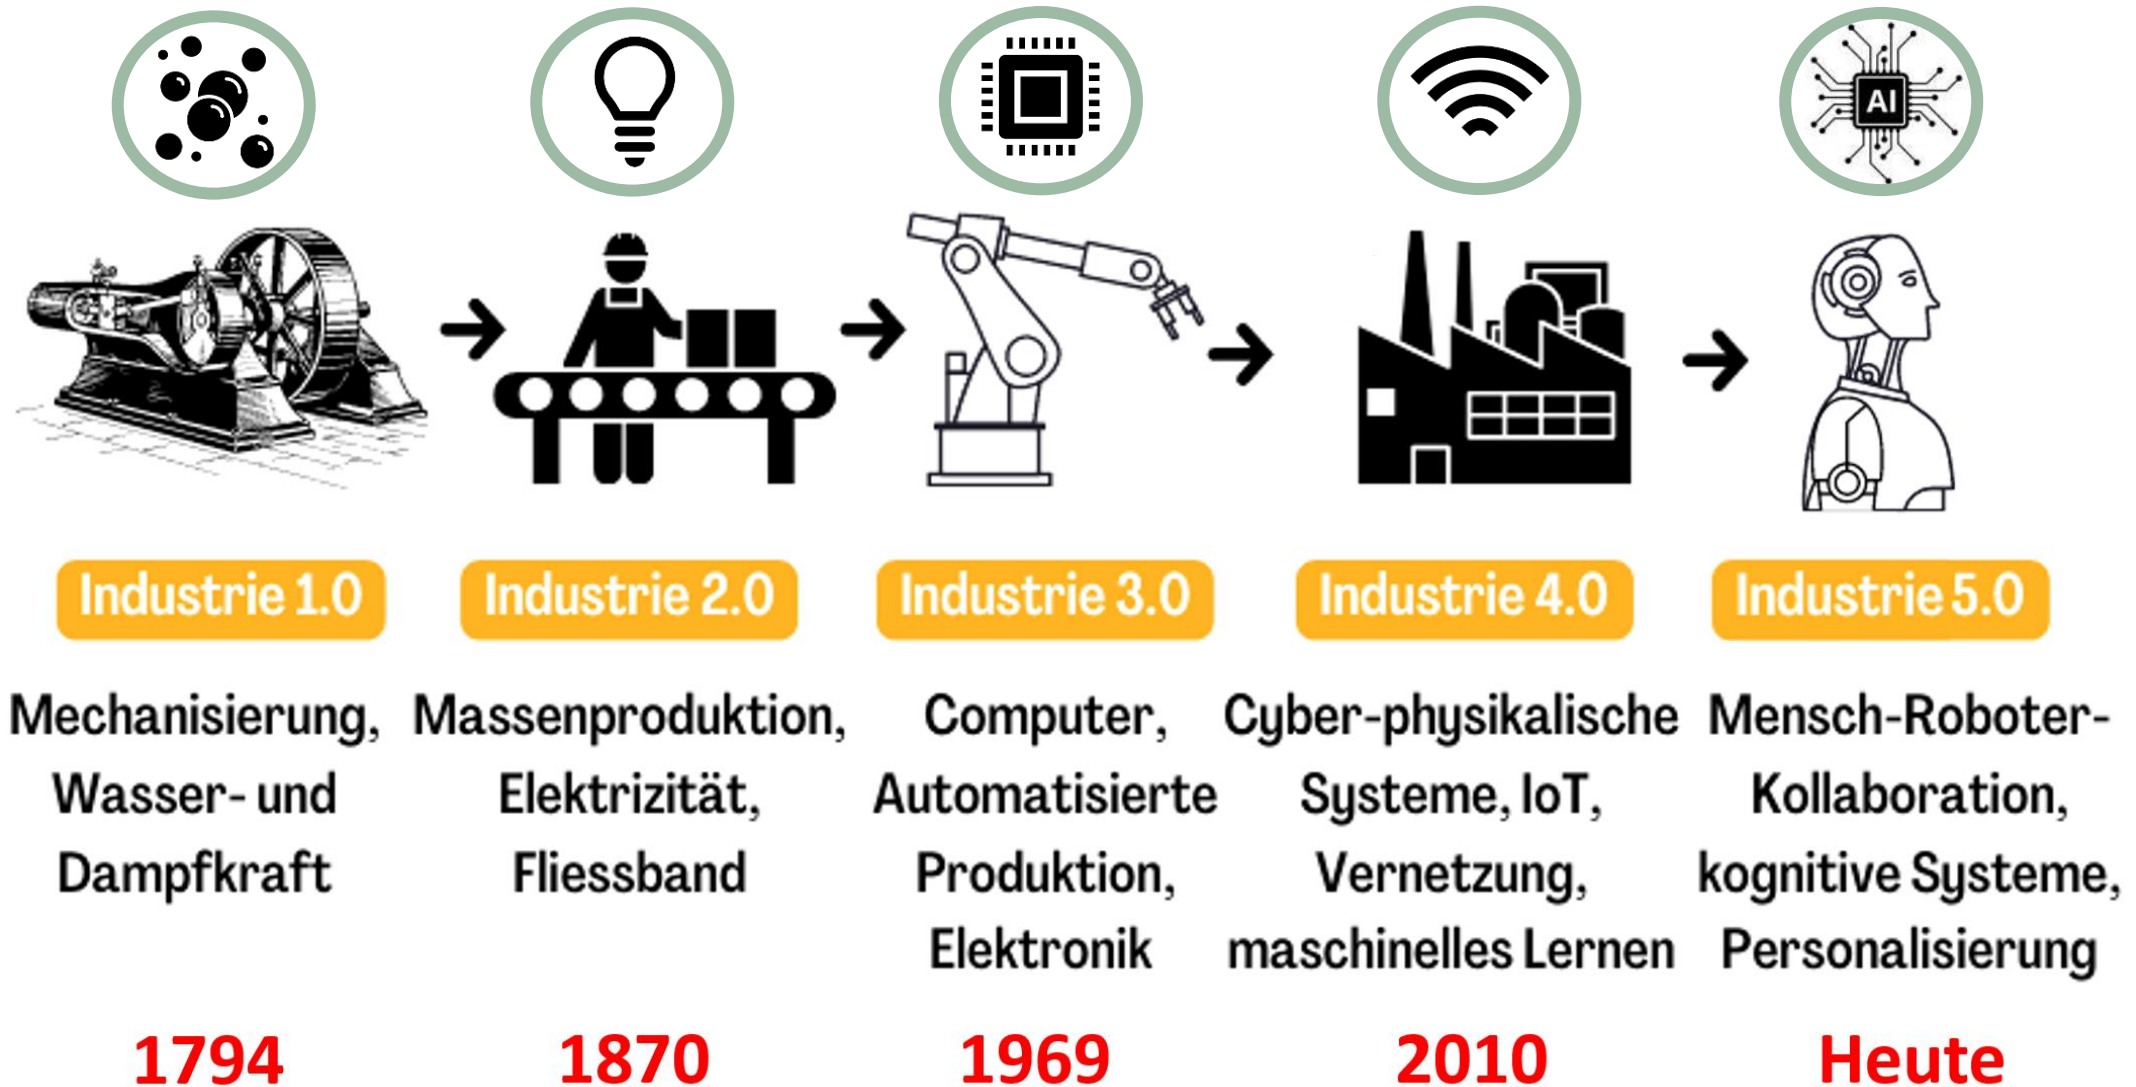 AI
Industrie 1.0
Industrie 2.0
Industrie 3.0
Industrie 4.0
Industrie 5.0
Mechanisierung,
Wasser- und
Dampfkraft
Massenproduktion,
Elektrizität,
Fliessband
Computer,
Automatisierte
Produktion,
Elektronik
Cyber-physikalische
Systeme, IoT,
Vernetzung,
maschinelles Lernen
Mensch-Roboter-
Kollaboration,
kognitive Systeme,
Personalisierung
1794
1870
1969
2010
Heute